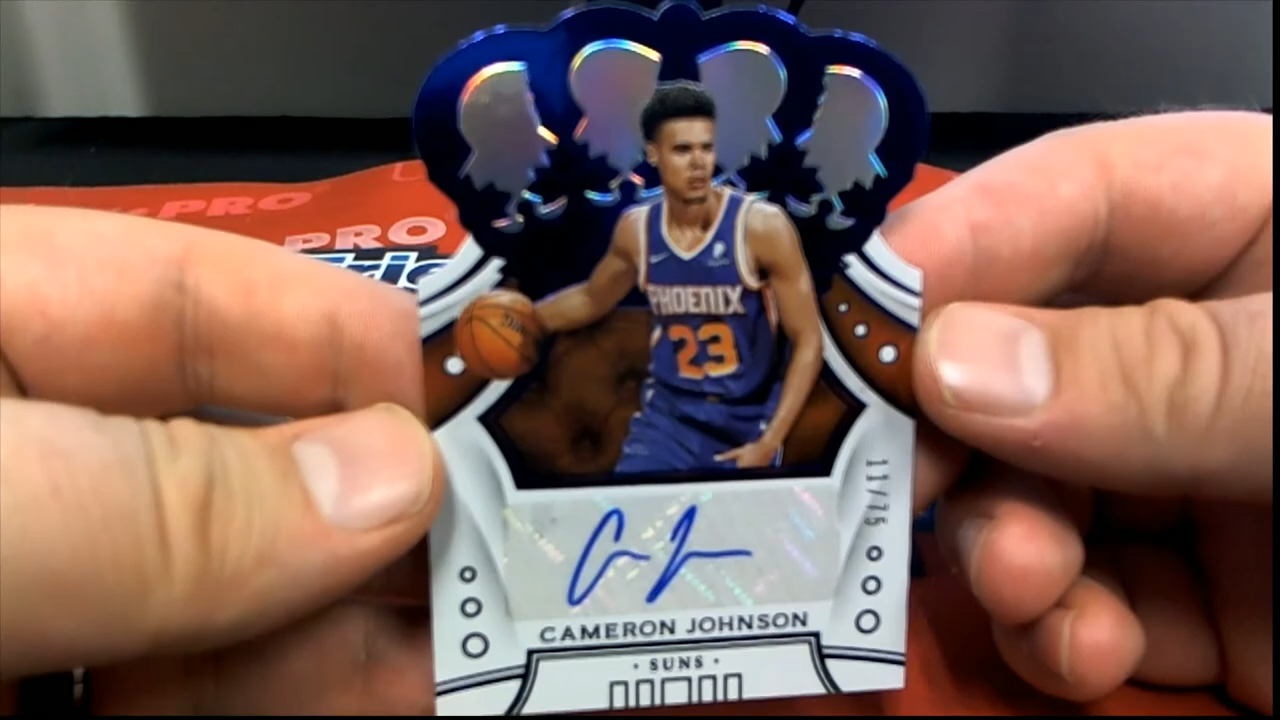 PRO
PRO
PHOENIX
23
11/75
CAMERON JOHNSON
• SUNS •